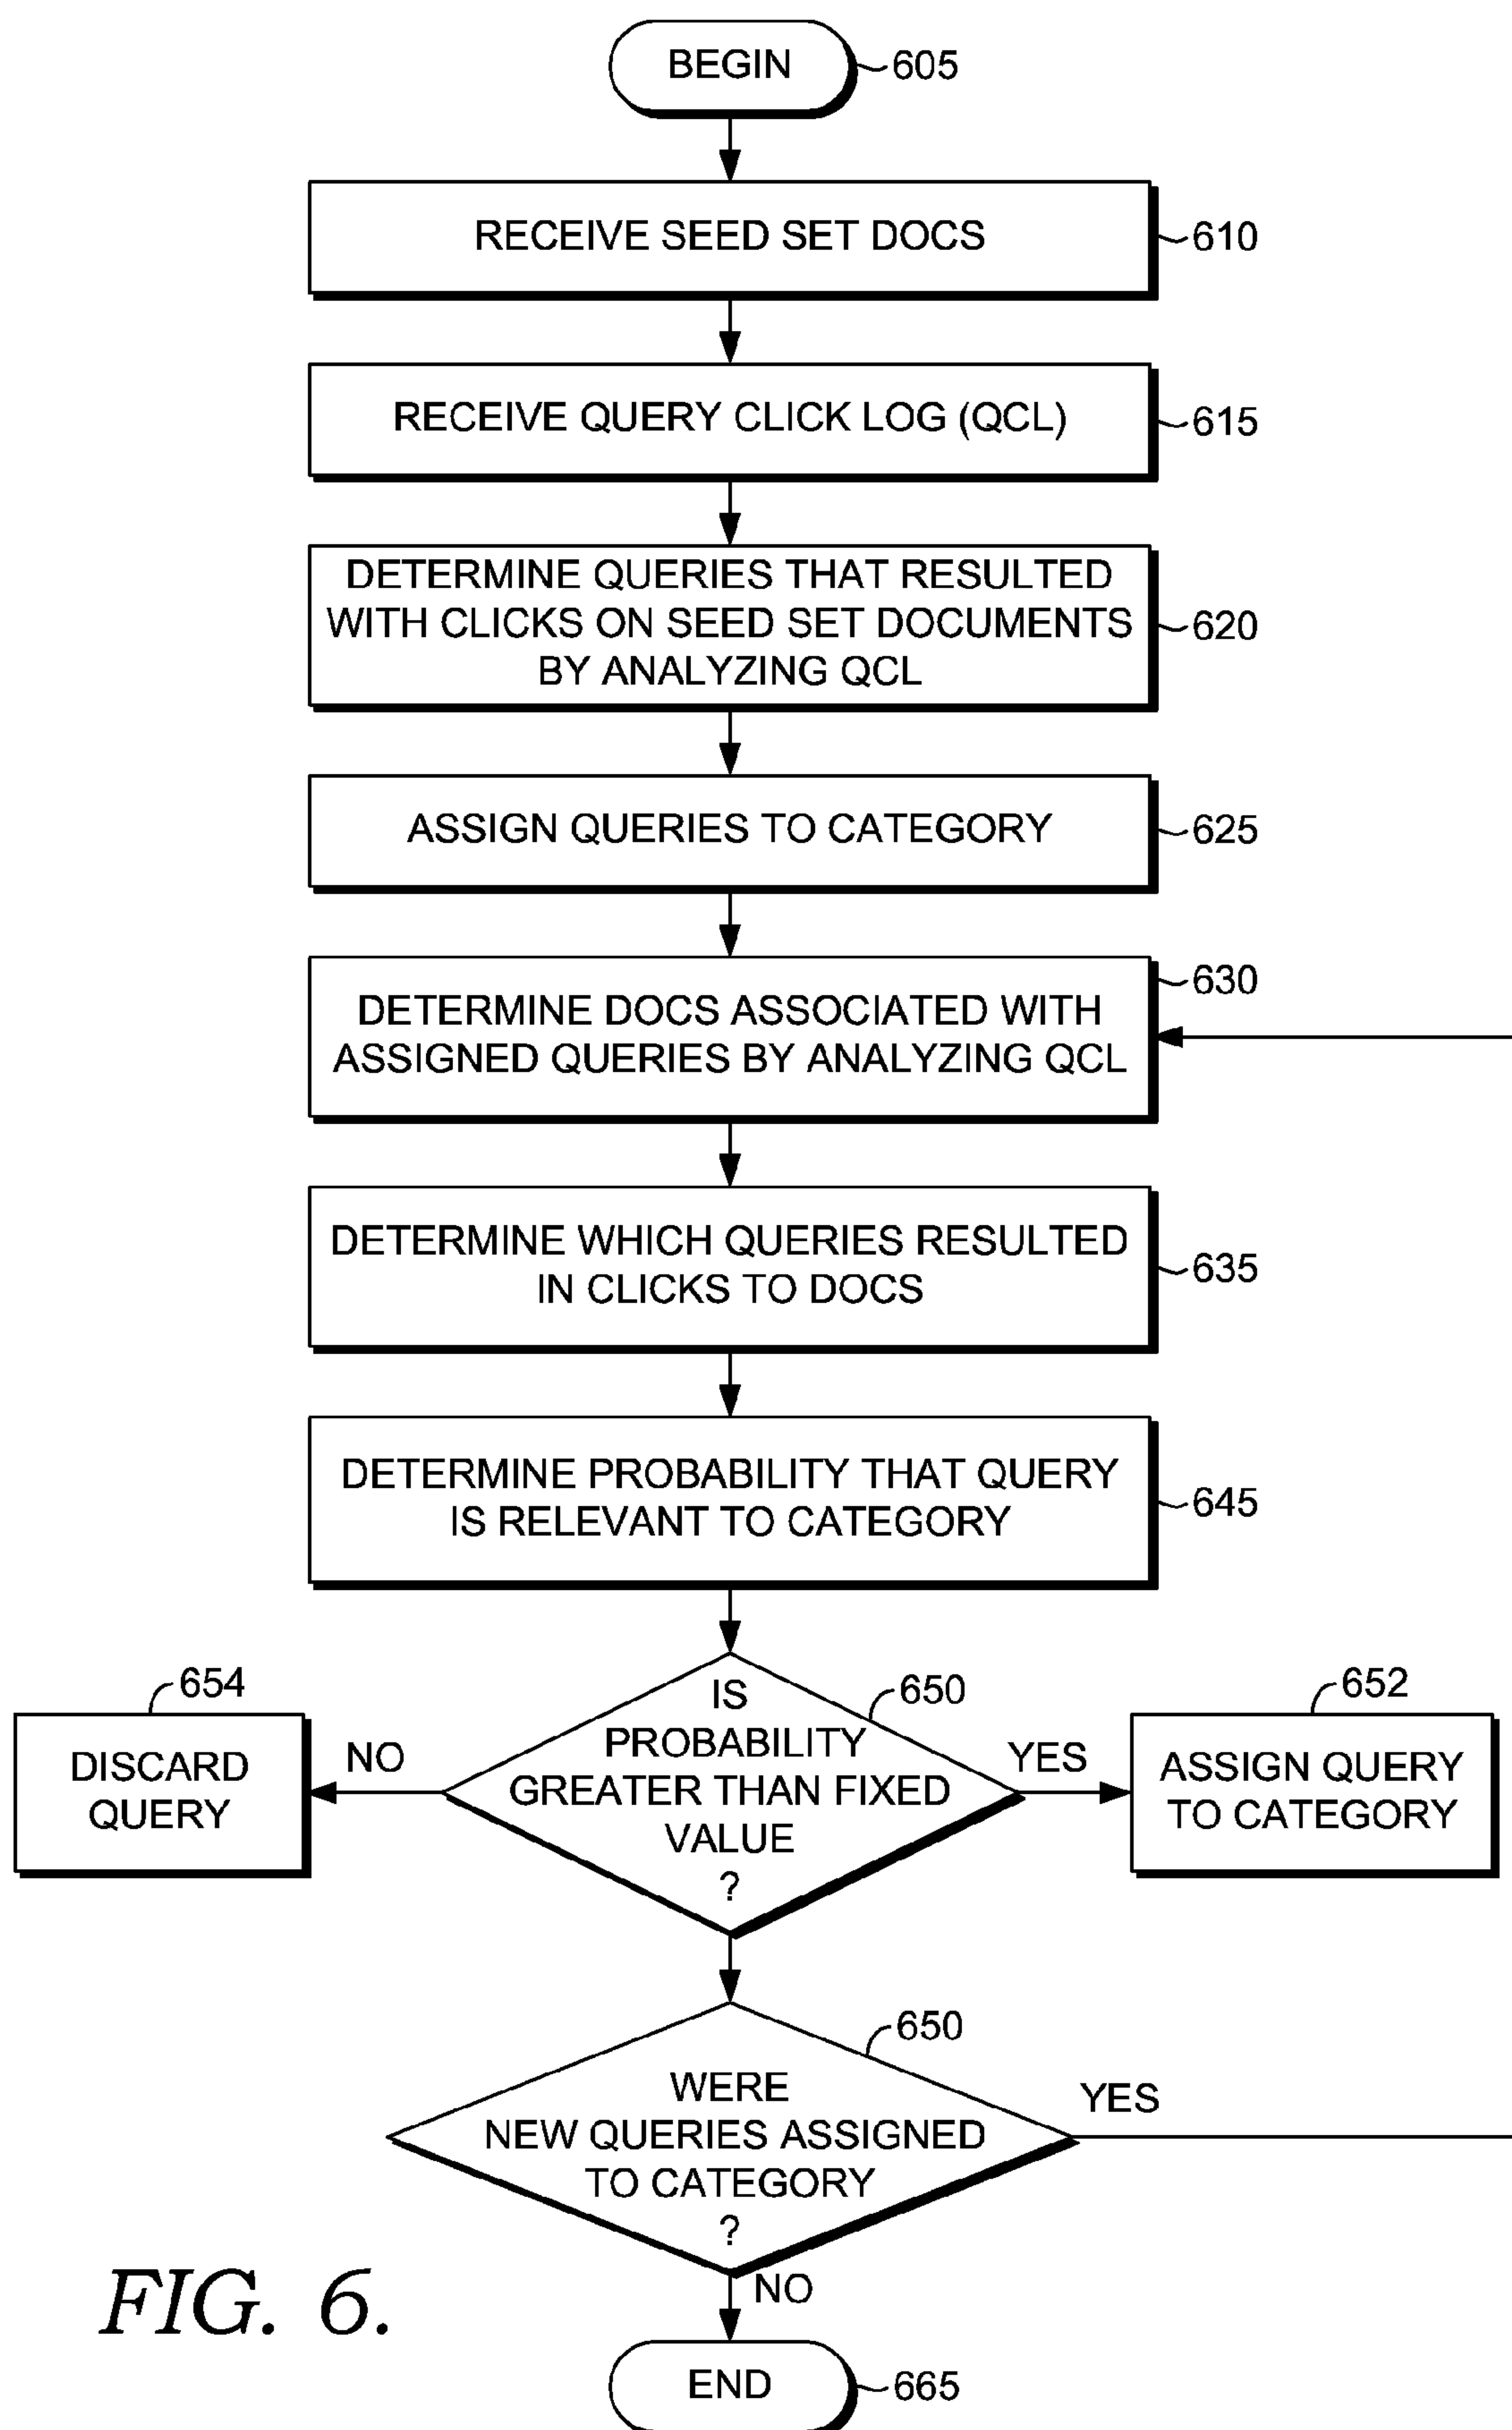 BEGIN
605
RECEIVE SEED SET DOCS
610
RECEIVE QUERY CLICK LOG (QCL)
615
DETERMINE QUERIES THAT RESULTED
WITH CLICKS ON SEED SET DOCUMENTS
BY ANALYZING QCL
620
ASSIGN QUERIES TO CATEGORY
625
DETERMINE DOCS ASSOCIATED WITH
ASSIGNED QUERIES BY ANALYZING QCL
630
DETERMINE WHICH QUERIES RESULTED
IN CLICKS TO DOCS
635
DETERMINE PROBABILITY THAT QUERY
IS RELEVANT TO CATEGORY
645
654
DISCARD
QUERY
NO
IS
PROBABILITY
GREATER THAN FIXED
VALUE
?
650
YES
652
ASSIGN QUERY
TO CATEGORY
650
WERE
NEW QUERIES ASSIGNED
TO CATEGORY
?
YES
NO
END
665
FIG. 6.